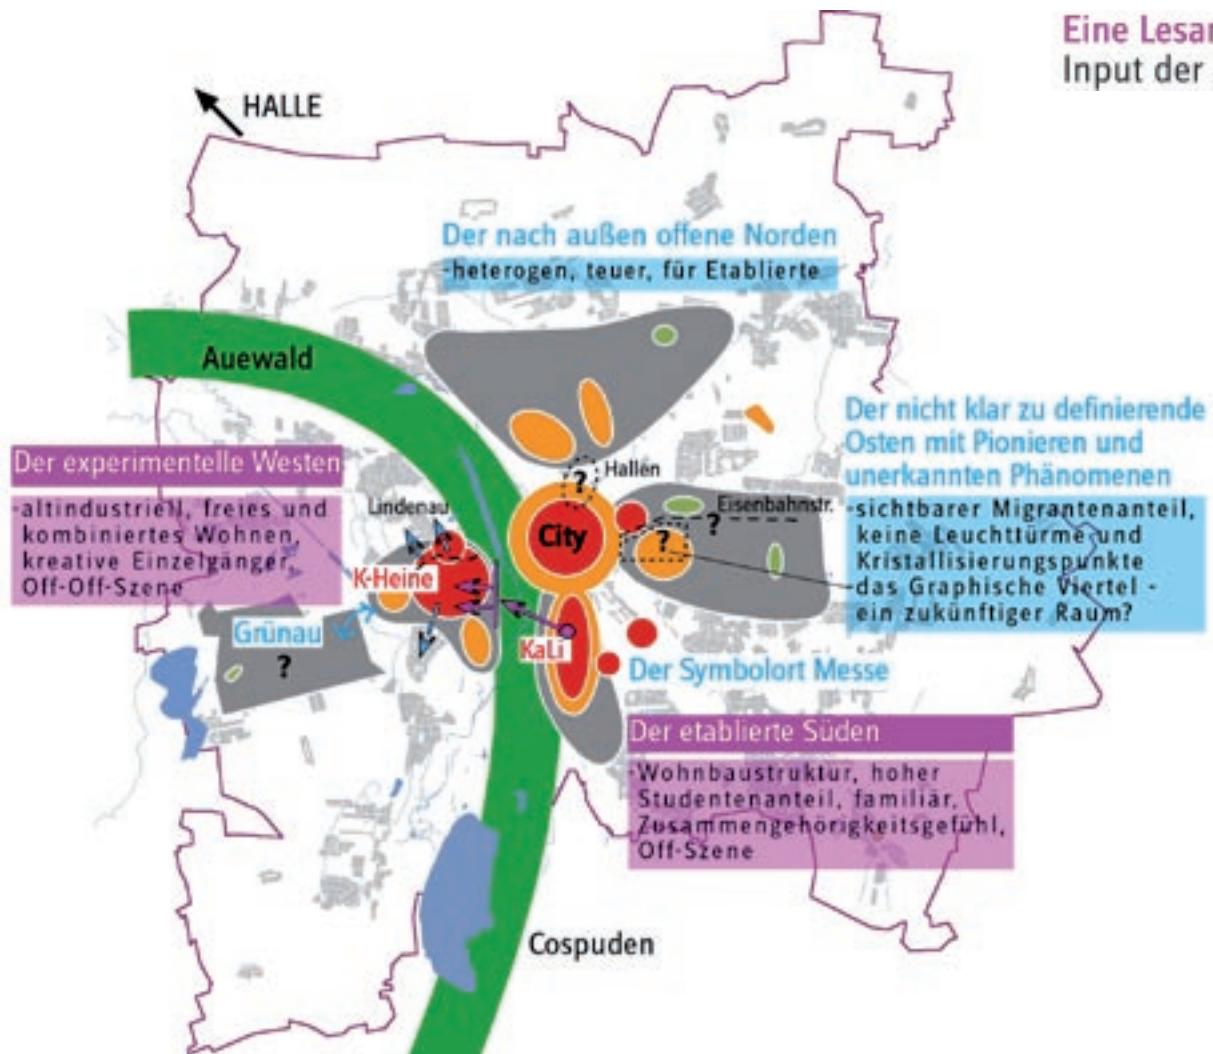 Eine Lesar
Input der
HALLE
Der nach außen offene Norden
-heterogen, teuer, für Etablierte
Auewald
Der nicht klar zu definierende
Osten mit Pionieren und
unerkannten Phänomenen
-sichtbarer Migrantenanteil,
keine Leuchttürme und
Kristallisierungspunkte
das Graphische Viertel -
ein zukünftiger Raum?
Der experimentelle Westen
-altindustriell, freies und
kombiniertes Wohnen,
kreative Einzelgänger,
Off-Off-Szene
Hallen
?
Lindenau
City
Eisenbahnstr.
?
?
K-Heine
Grünau
?
KaLi
Der Symbolort Messe
Der etablierte Süden
-Wohnbaustruktur, hoher
Studentenanteil, familiär,
Zusammengehörigkeitsgefühl,
Off-Szene
Cospuden